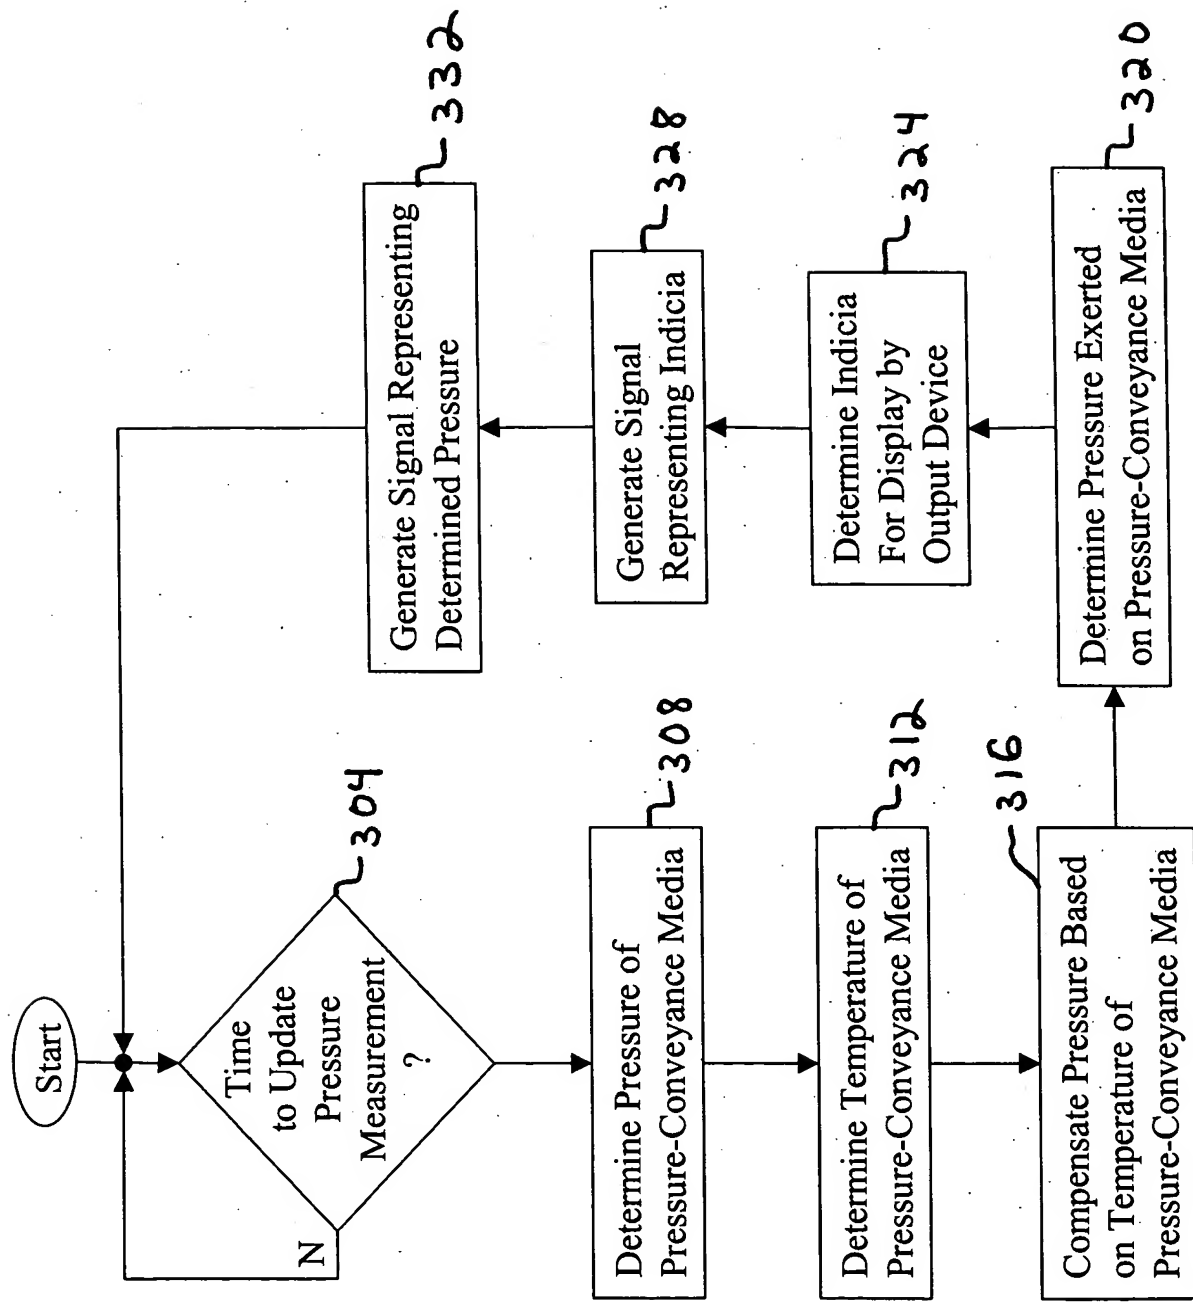 Start
Time
to Update
Pressure
Measurement
?
304
N
Determine Pressure of
Pressure-Conveyance Media
308
Determine Temperature of
Pressure-Conveyance Media
312
Compensate Pressure Based
on Temperature of
Pressure-Conveyance Media
316
Determine Pressure Exerted
on Pressure-Conveyance Media
320
Determine Indicia
For Display by
Output Device
324
Generate Signal
Representing Indicia
328
Generate Signal Representing
Determined Pressure
332